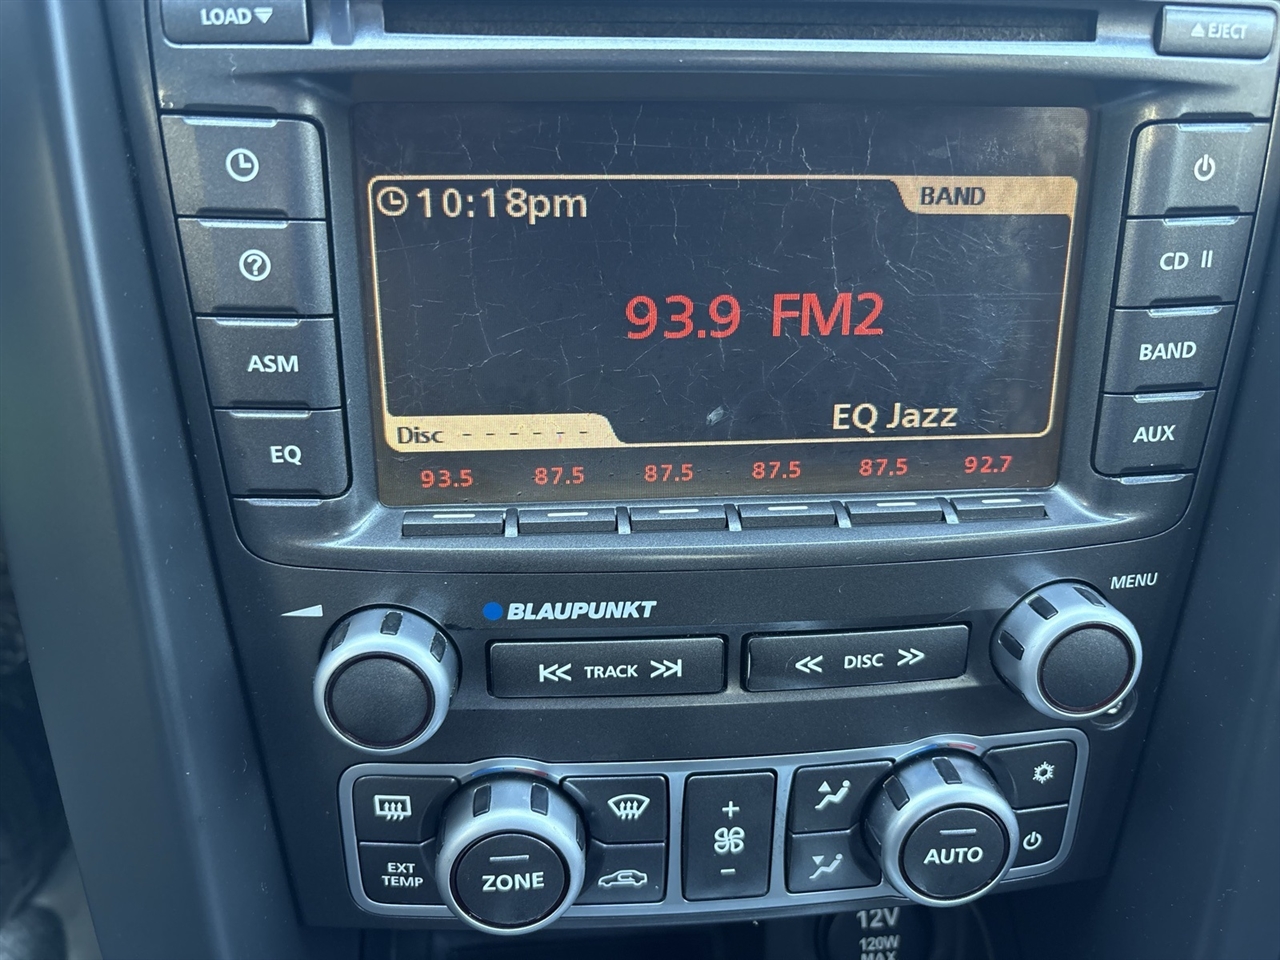 LOAD
EJECT
10:18pm
BAND
CD II
ASM
93.9 FM2
BAND
EQ
Disc - - - - - -
EQ Jazz
AUX
93.5 87.5 87.5 87.5 87.5 92.7
MENU
BLAUPUNKT
TRACK
DISC
EXT
TEMP
ZONE
+
-
AUTO
12V
120W
MAX